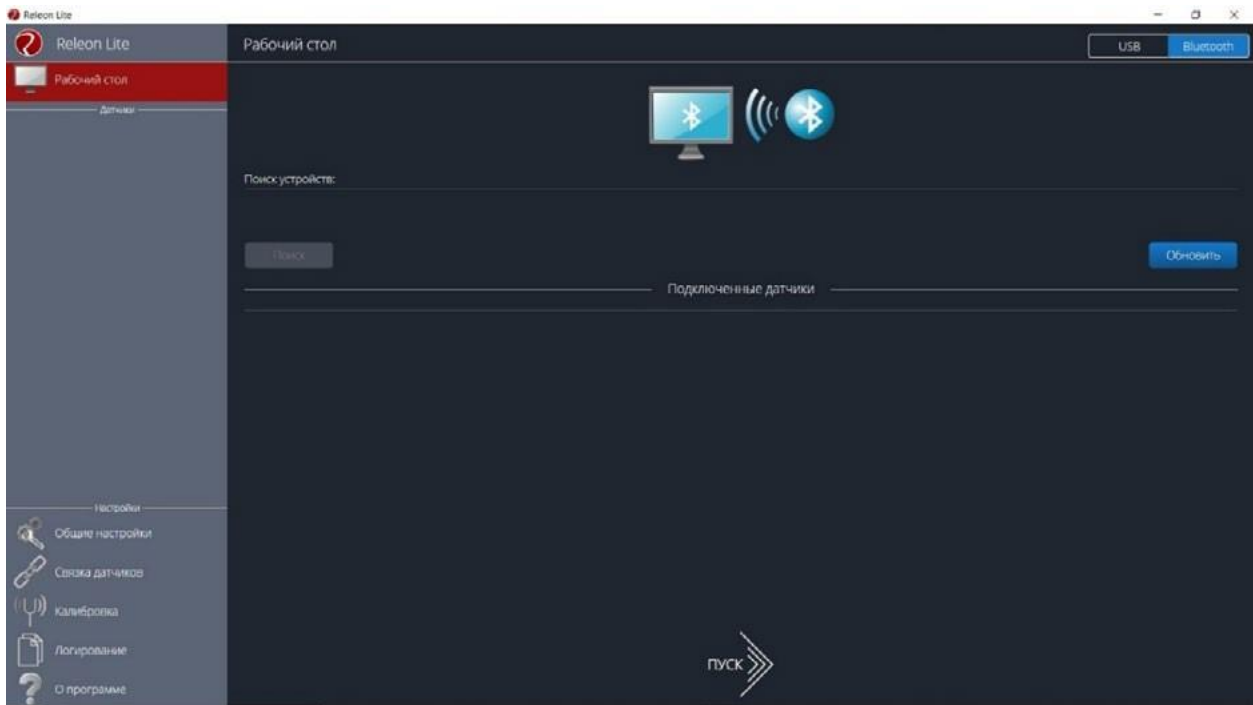 Releon Lite
Releon Lite
Рабочий стол
USB
Bluetooth
Рабочий стол
Датчики
Поиск устройств:
Поиск
Обновить
Подключенные датчики
Настройки
Общие настройки
Связка датчиков
Калибровка
Логирование
О программе
ПУСК